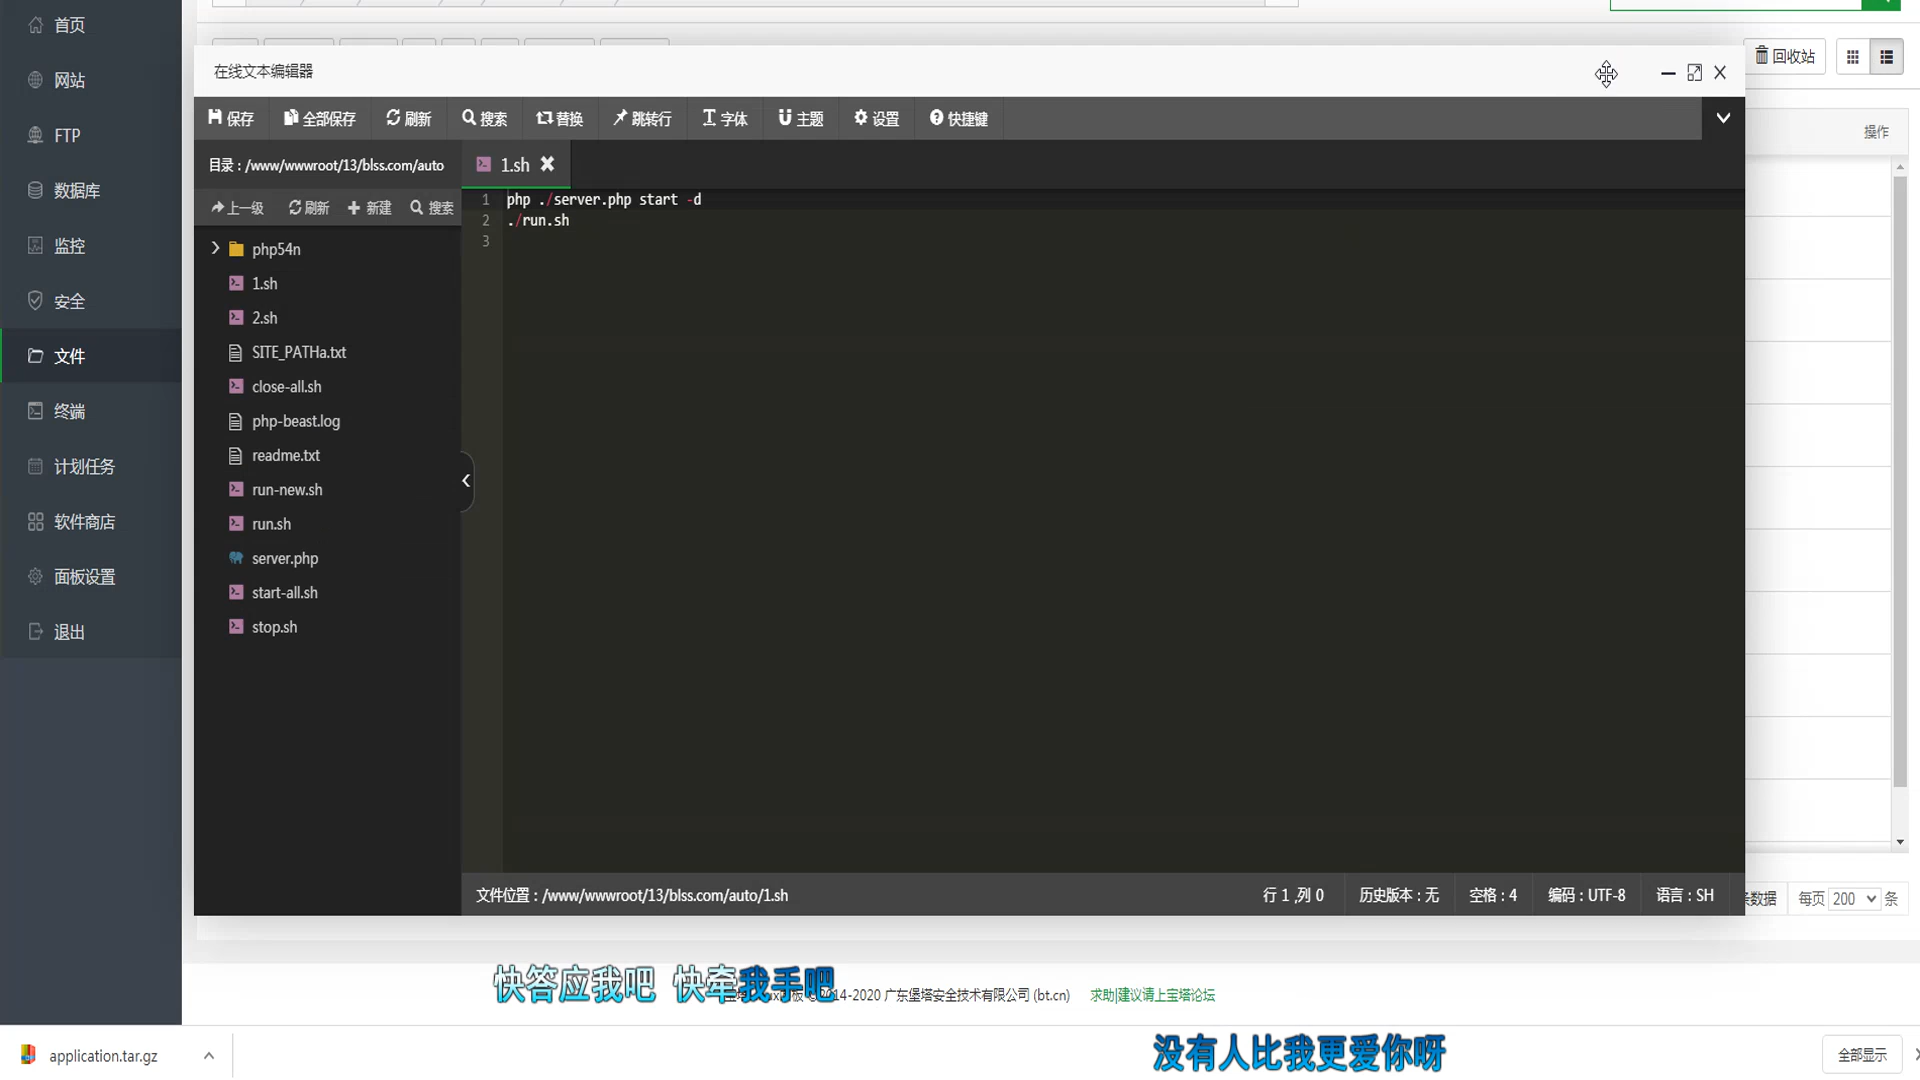 首页
网站
FTP
数据库
监控
安全
文件
终端
计划任务
软件商店
面板设置
退出
回收站
操作
在线文本编辑器
保存 全部保存 刷新 搜索 替换 跳转行 字体 主题 设置 快捷键
目录 : /www/wwwroot/13/blss.com/auto
1.sh
上一级 刷新 新建 搜索
php54n
1.sh
2.sh
SITE_PATHa.txt
close-all.sh
php-beast.log
readme.txt
run-new.sh
run.sh
server.php
start-all.sh
stop.sh
1 php ./server.php start -d
2 ./run.sh
3
文件位置 : /www/wwwroot/13/blss.com/auto/1.sh
行 1 ,列 0 历史版本 : 无 空格 : 4 编码 : UTF-8 语言 : SH
条数据 每页 200 条
快答应我吧 快牵我手吧
14-2020 广东堡塔安全技术有限公司 (bt.cn) 求助|建议请上宝塔论坛
没有人比我更爱你呀
application.tar.gz
全部显示